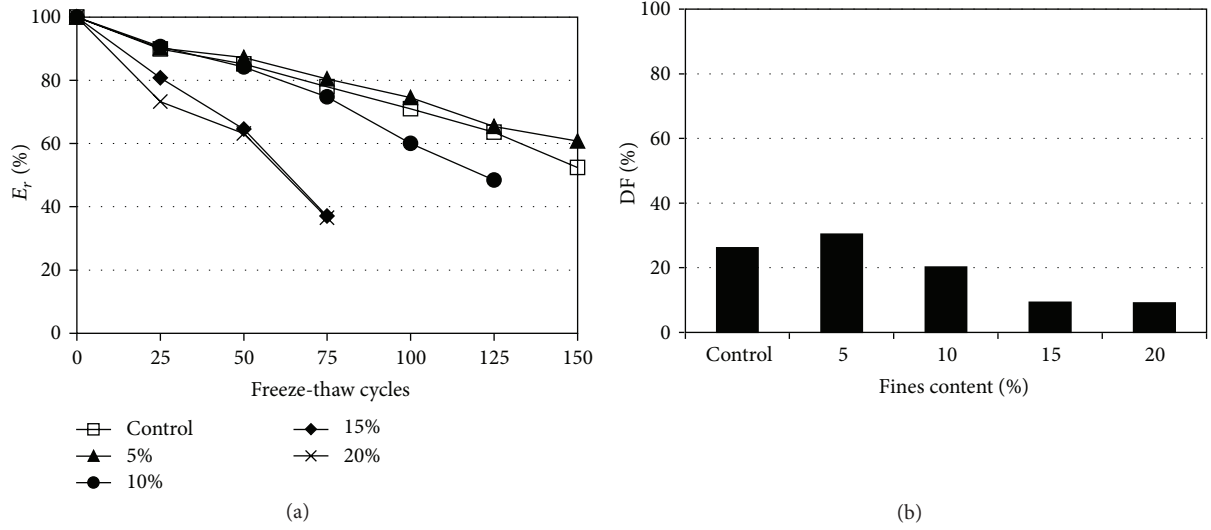 100
80
60
40
20
0
E_r (%)
0 25 50 75 100 125 150
Freeze-thaw cycles
Control
5%
10%
15%
20%
(a)
100
80
60
40
20
0
DF (%)
Control 5 10 15 20
Fines content (%)
(b)